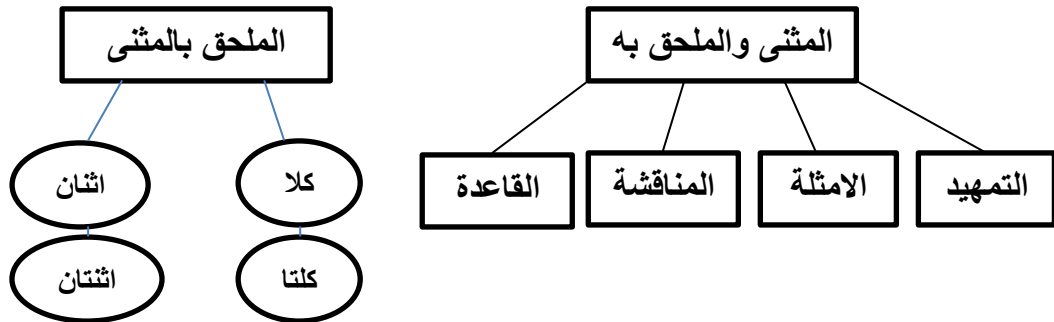 المثنى والملحق به
التمهيد
الامثلة
المناقشة
القاعدة
الملحق بالمثنى
كلا
اثنان
كلتا
اثنتان